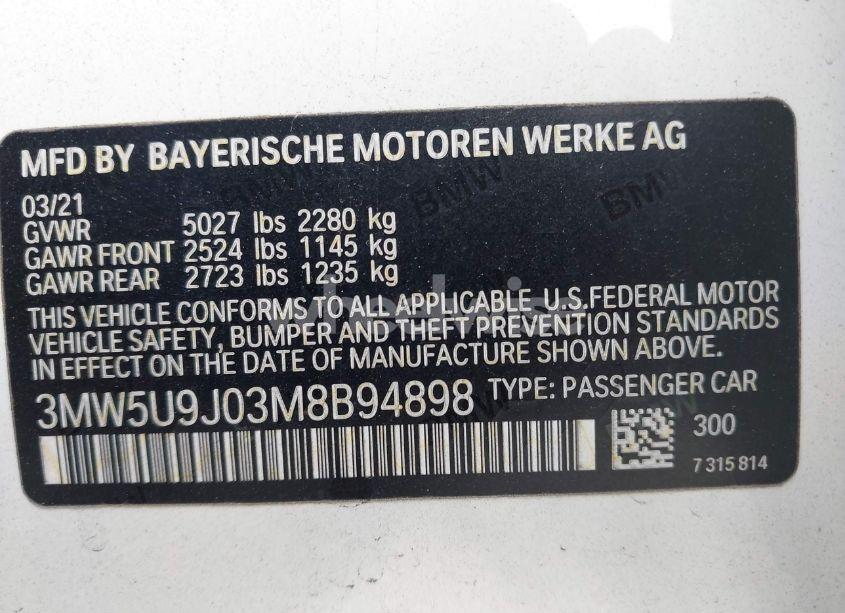 MFD BY BAYERISCHE MOTOREN WERKE AG
03/21
GVWR 5027 lbs 2280 kg
GAWR FRONT 2524 lbs 1145 kg
GAWR REAR 2723 lbs 1235 kg
THIS VEHICLE CONFORMS TO ALL APPLICABLE U.S.FEDERAL MOTOR
VEHICLE SAFETY, BUMPER AND THEFT PREVENTION STANDARDS
IN EFFECT ON THE DATE OF MANUFACTURE SHOWN ABOVE.
3MW5U9J03M8B94898 TYPE: PASSENGER CAR
300
7 315 814
BMW
BMW